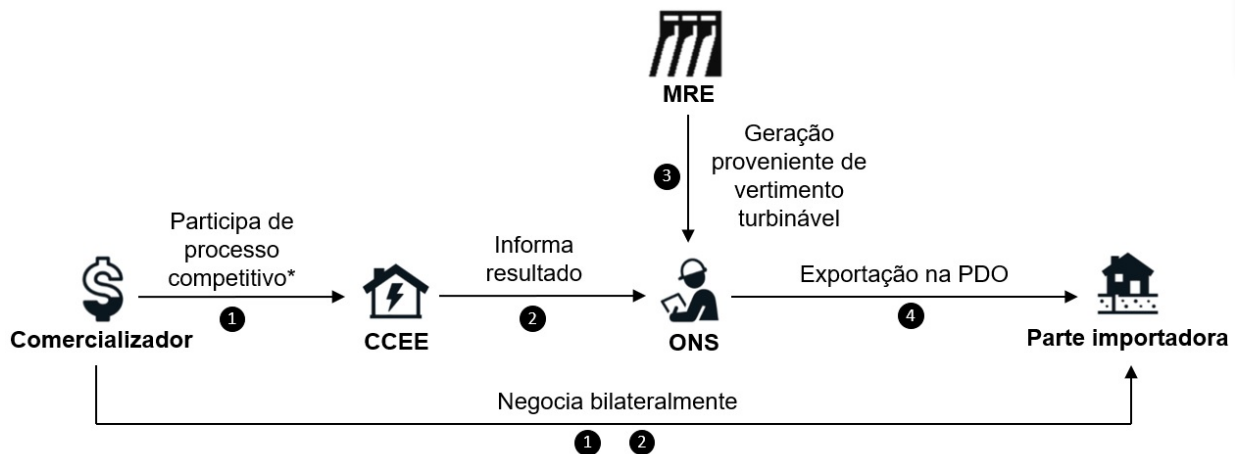 MRE
Geração
proveniente de
vertimento
turbinável
3
Participa de
processo
competitivo*
1
Informa
resultado
2
Exportação na PDO
4
Comercializador
CCEE
ONS
Parte importadora
Negocia bilateralmente
1 2